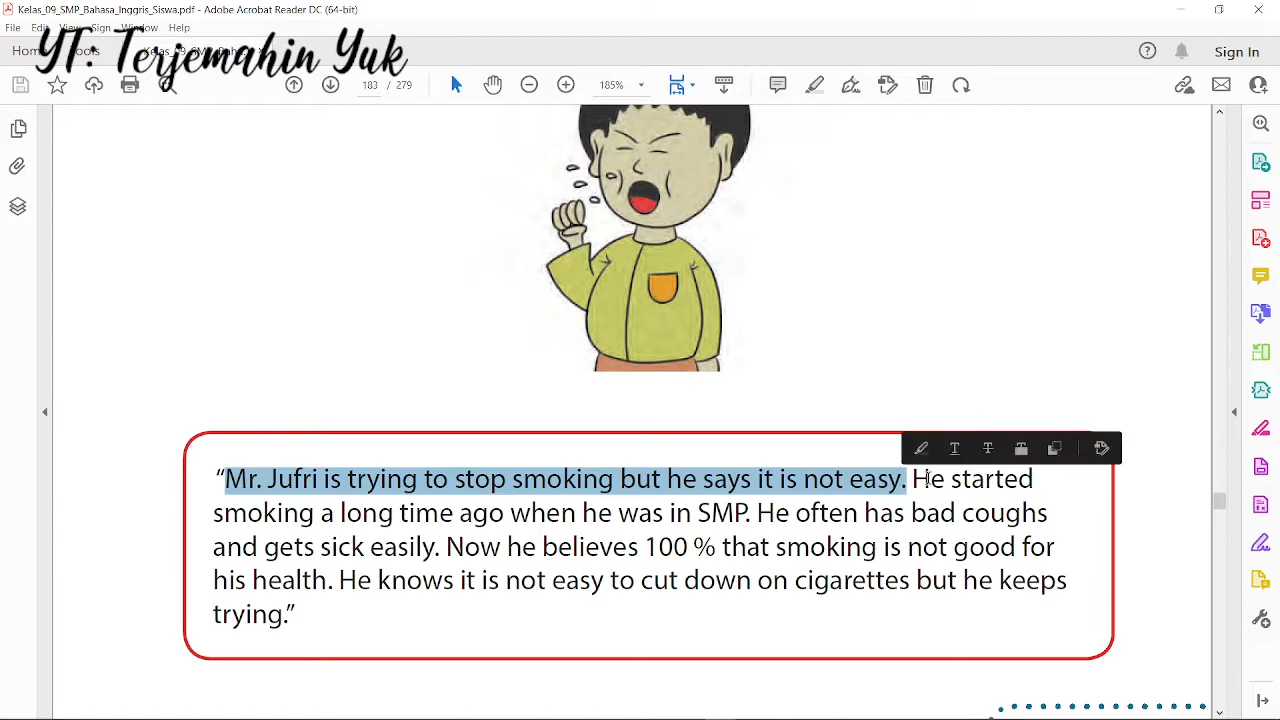 Kelas_09_SMP_Bahasa_Inggris_Siswa.pdf - Adobe Acrobat Reader DC (64-bit)
File Edit View Sign Window Help
YT: Terjemahin Yuk
Sign In
183 / 279
185%
“Mr. Jufri is trying to stop smoking but he says it is not easy. He started
smoking a long time ago when he was in SMP. He often has bad coughs
and gets sick easily. Now he believes 100 % that smoking is not good for
his health. He knows it is not easy to cut down on cigarettes but he keeps
trying.”